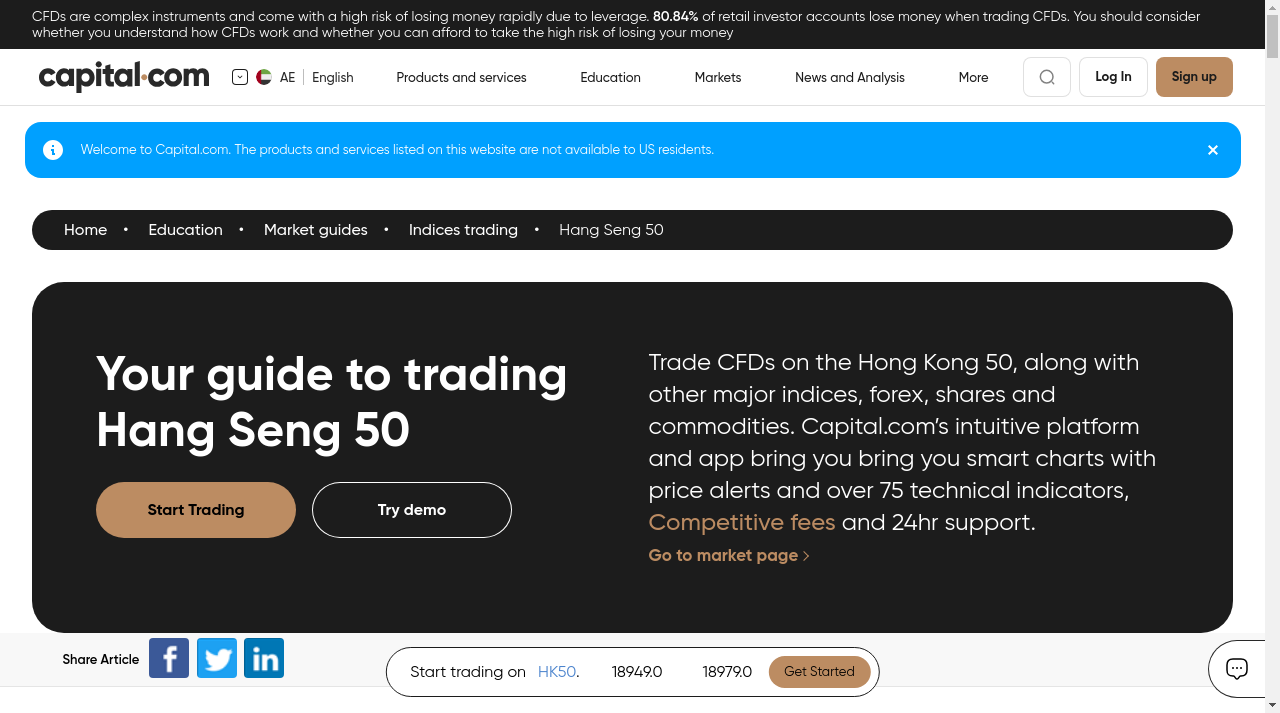 CFDs are complex instruments and come with a high risk of losing money rapidly due to leverage. 80.84% of retail investor accounts lose money when trading CFDs. You should consider
whether you understand how CFDs work and whether you can afford to take the high risk of losing your money
capital.com
AE English
Products and services
Education
Markets
News and Analysis
More
Log In
Sign up
Welcome to Capital.com. The products and services listed on this website are not available to US residents.
Home • Education • Market guides • Indices trading • Hang Seng 50
Your guide to trading
Hang Seng 50
Start Trading
Try demo
Trade CFDs on the Hong Kong 50, along with
other major indices, forex, shares and
commodities. Capital.com’s intuitive platform
and app bring you bring you smart charts with
price alerts and over 75 technical indicators,
Competitive fees and 24hr support.
Go to market page
Share Article
Start trading on HK50. 18949.0 18979.0 Get Started